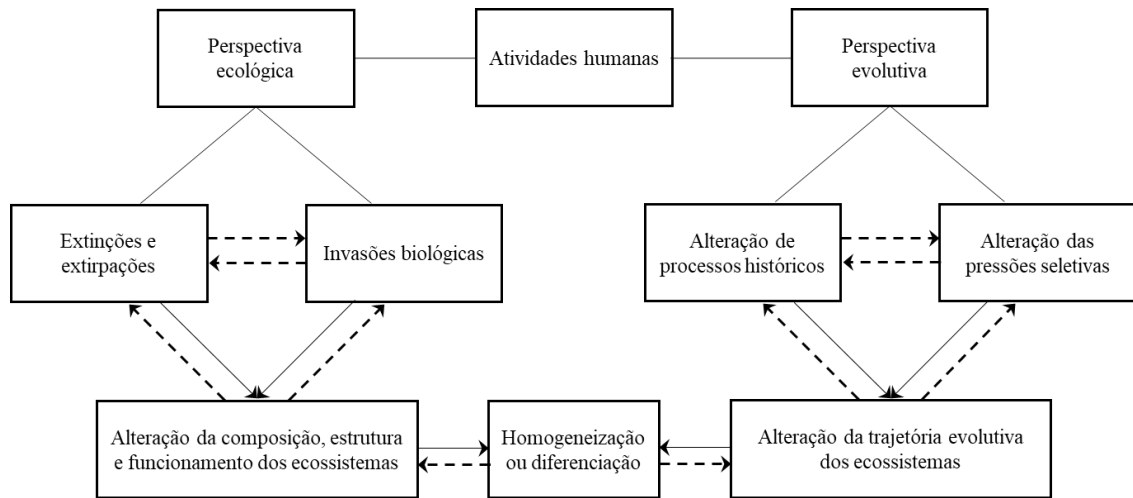 Perspectiva
ecológica
Atividades humanas
Perspectiva
evolutiva
Extinções e
extirpações
Invasões biológicas
Alteração de
processos históricos
Alteração das
pressões seletivas
Alteração da composição, estrutura
e funcionamento dos ecossistemas
Homogeneização
ou diferenciação
Alteração da trajetória evolutiva
dos ecossistemas